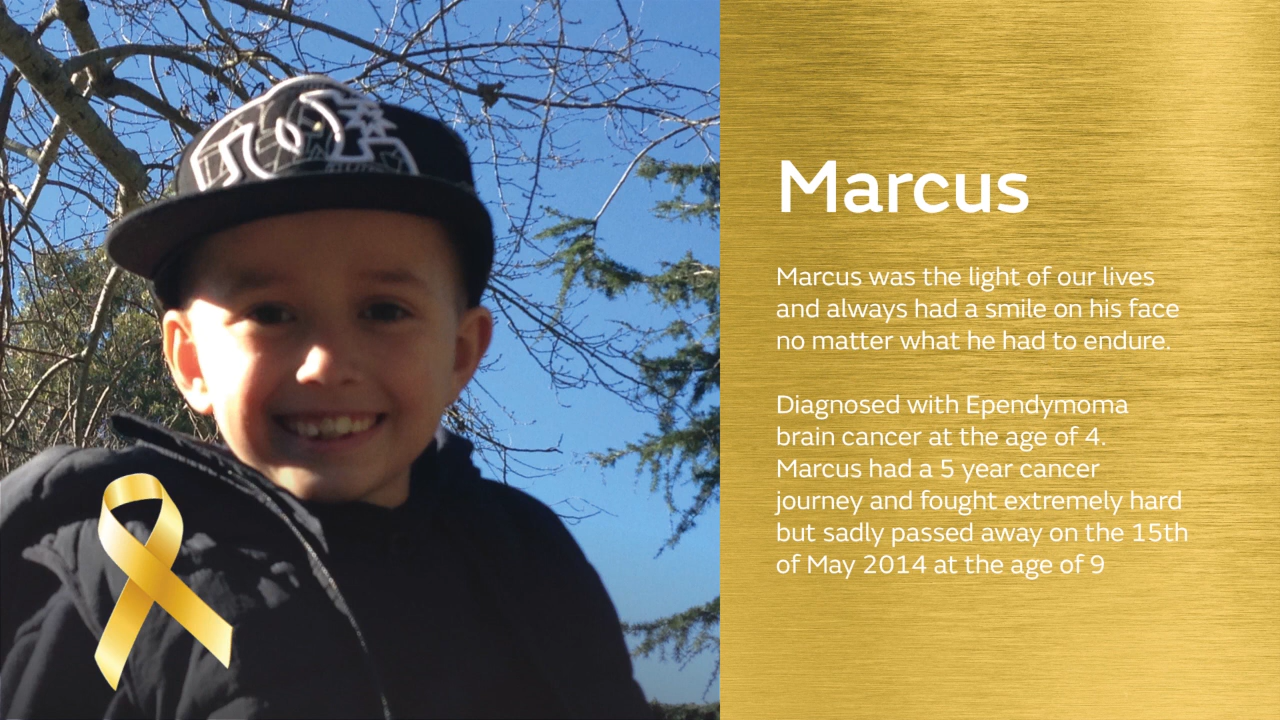 Marcus
Marcus was the light of our lives
and always had a smile on his face
no matter what he had to endure.
Diagnosed with Ependymoma
brain cancer at the age of 4.
Marcus had a 5 year cancer
journey and fought extremely hard
but sadly passed away on the 15th
of May 2014 at the age of 9